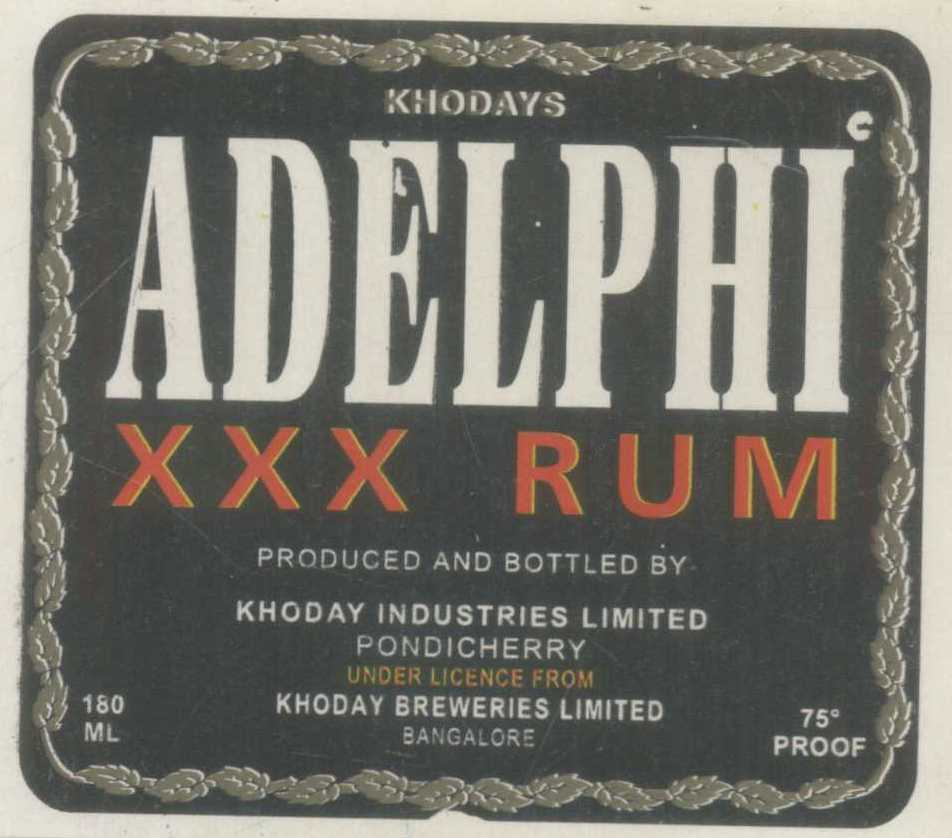 KHODAYS
ADELPHI
XXX RUM
PRODUCED AND BOTTLED BY
KHODAY INDUSTRIES LIMITED
PONDICHERRY
UNDER LICENCE FROM
KHODAY BREWERIES LIMITED
BANGALORE
180
ML
75°
PROOF